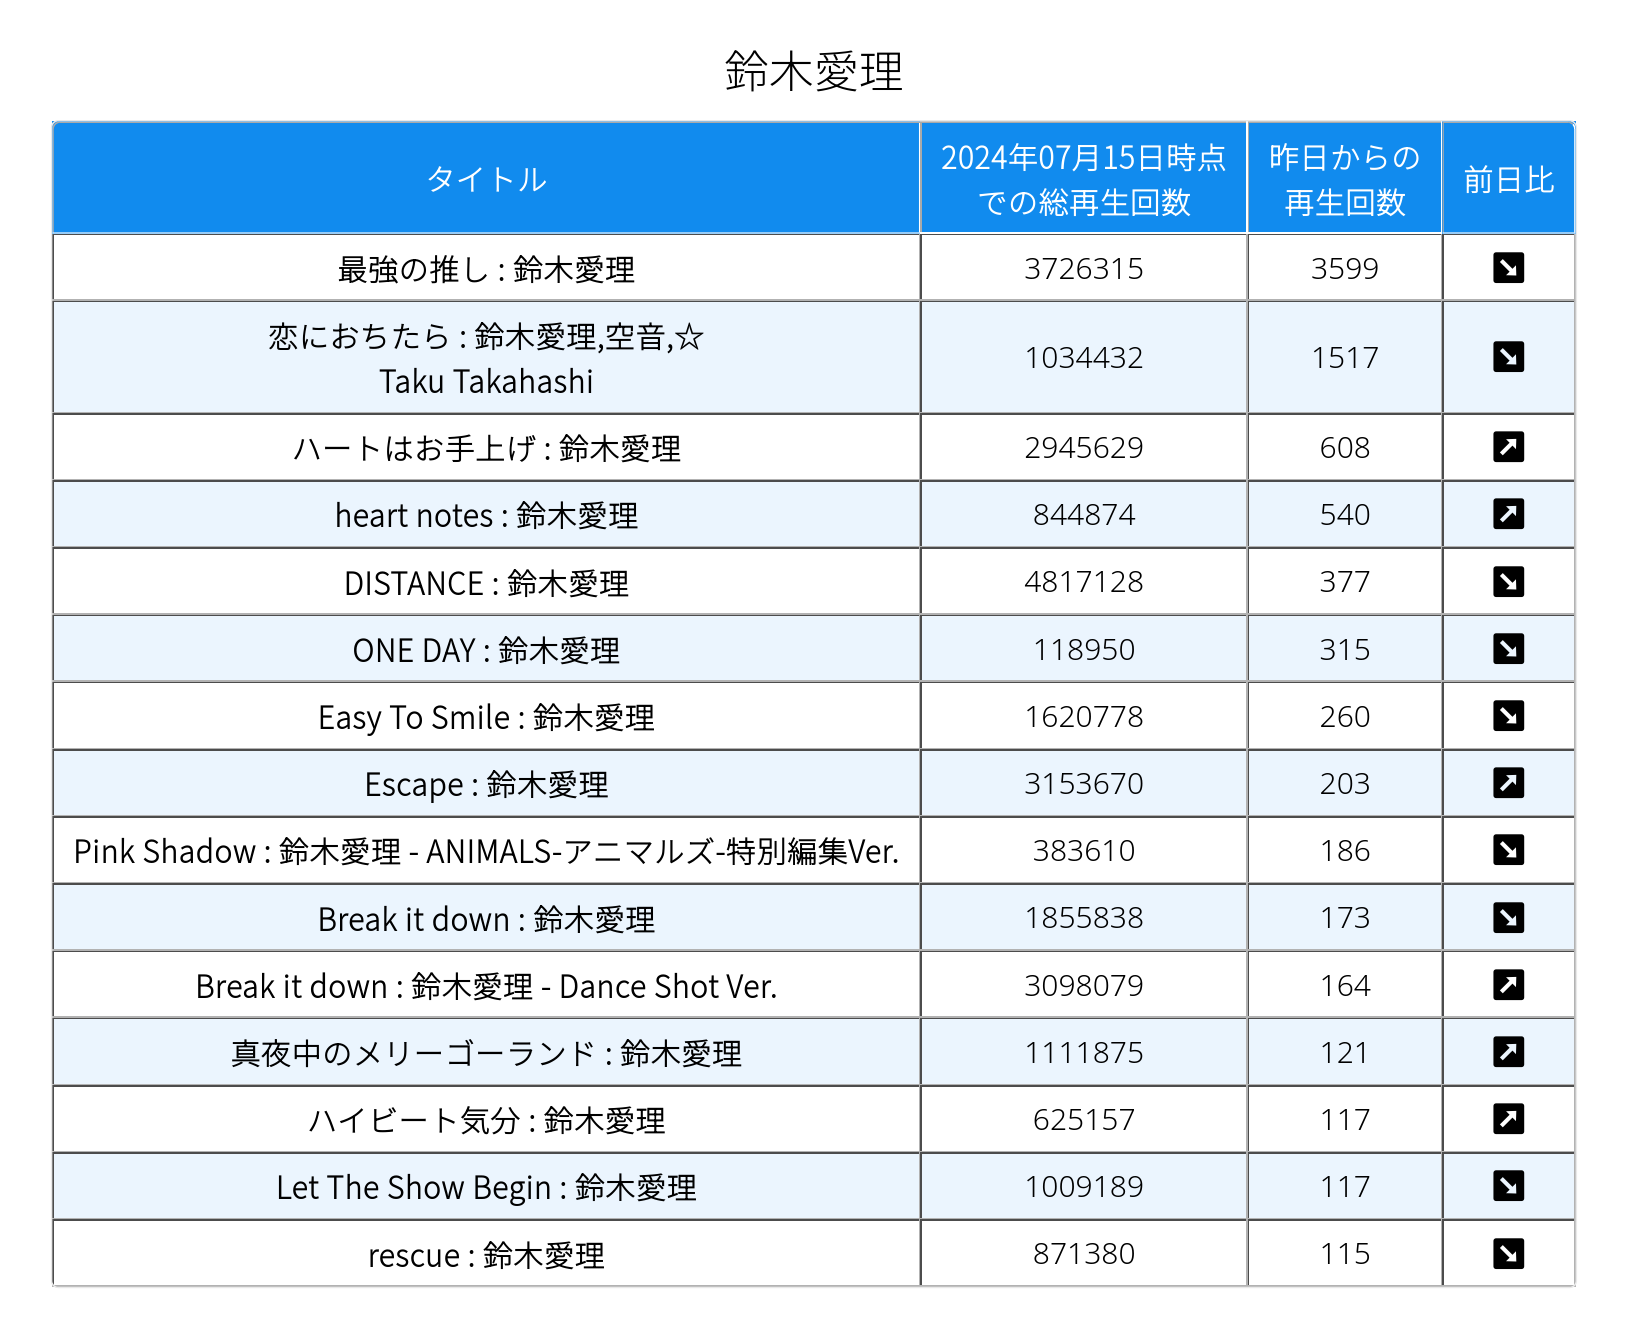 鈴木愛理
タイトル
2024年07月15日時点
での総再生回数
昨日からの
再生回数
前日比
最強の推し : 鈴木愛理 3726315 3599 ↘
恋におちたら : 鈴木愛理,空音,☆
Taku Takahashi 1034432 1517 ↘
ハートはお手上げ : 鈴木愛理 2945629 608 ↗
heart notes : 鈴木愛理 844874 540 ↗
DISTANCE : 鈴木愛理 4817128 377 ↘
ONE DAY : 鈴木愛理 118950 315 ↘
Easy To Smile : 鈴木愛理 1620778 260 ↘
Escape : 鈴木愛理 3153670 203 ↗
Pink Shadow : 鈴木愛理 - ANIMALS-アニマルズ-特別編集Ver. 383610 186 ↘
Break it down : 鈴木愛理 1855838 173 ↘
Break it down : 鈴木愛理 - Dance Shot Ver. 3098079 164 ↗
真夜中のメリーゴーランド : 鈴木愛理 1111875 121 ↗
ハイビート気分 : 鈴木愛理 625157 117 ↗
Let The Show Begin : 鈴木愛理 1009189 117 ↘
rescue : 鈴木愛理 871380 115 ↘